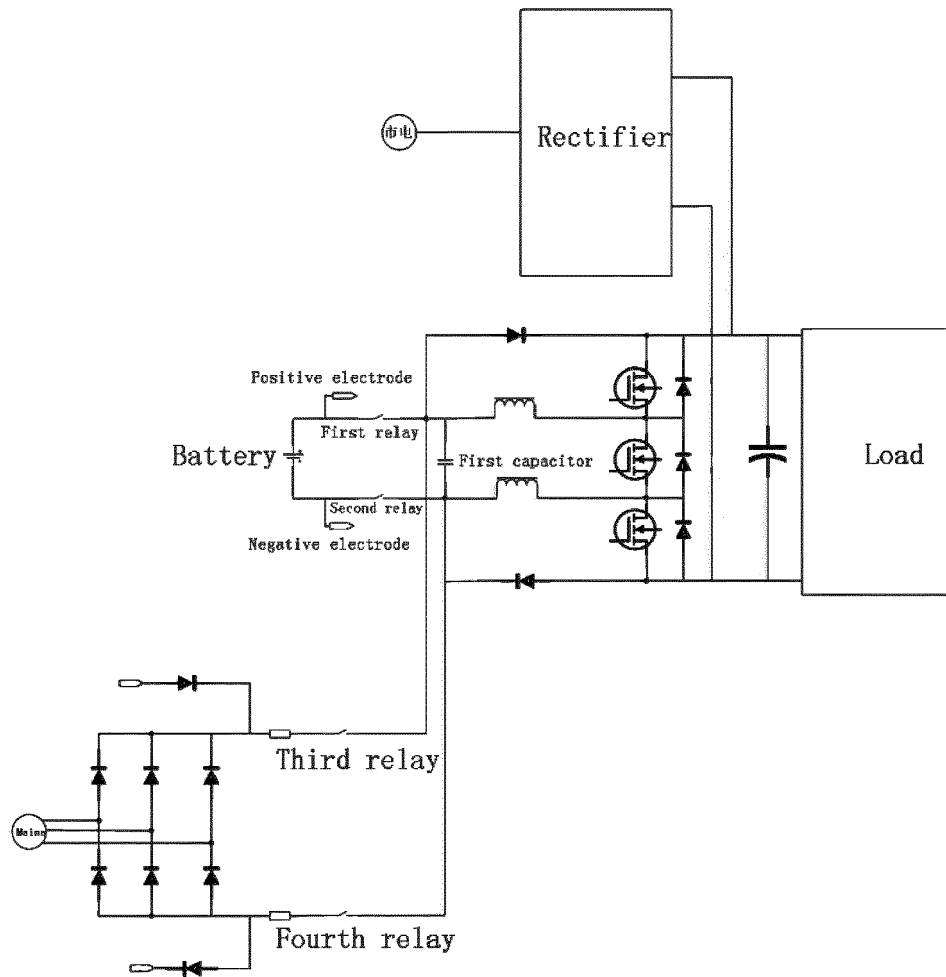 Rectifier
市电
Positive electrode
First relay
Battery
First capacitor
Load
Second relay
Negative electrode
Third relay
Mains
Fourth relay